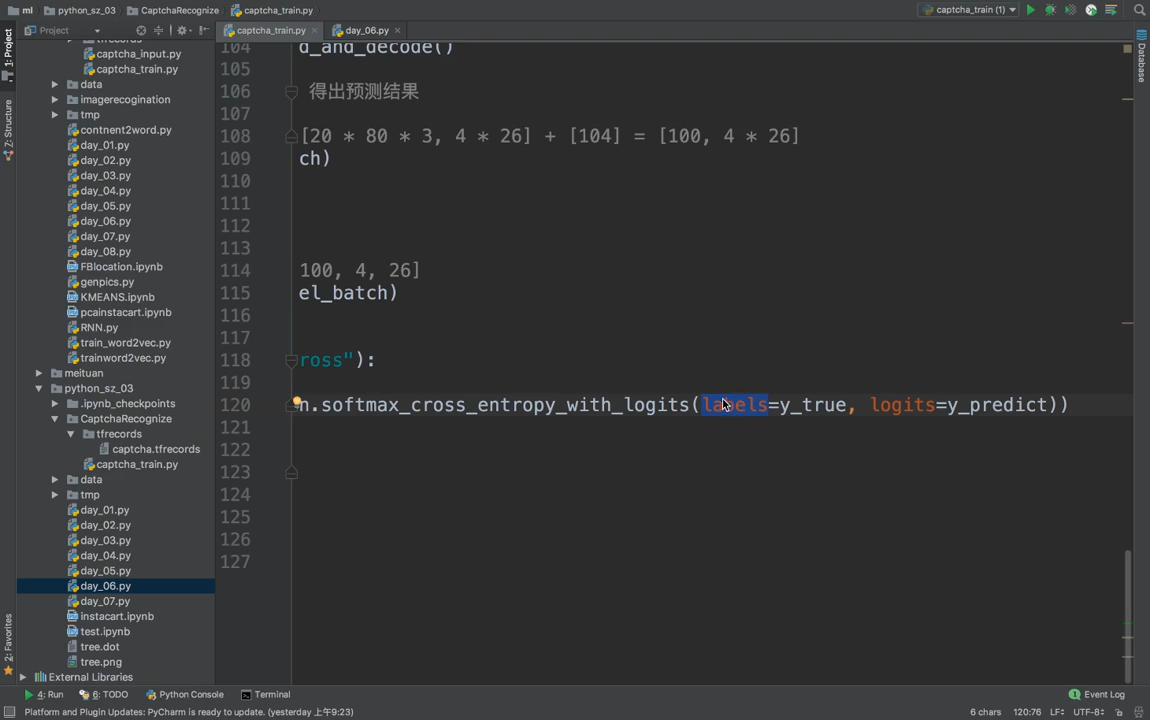 ml
python_sz_03
CaptchaRecognize
captcha_train.py
captcha_train (1)
Project
captcha_train.py
day_06.py
captcha_input.py
captcha_train.py
data
imagerecogination
tmp
contnent2word.py
day_01.py
day_02.py
day_03.py
day_04.py
day_05.py
day_06.py
day_07.py
day_08.py
FBlocation.ipynb
genpics.py
KMEANS.ipynb
pcainstacart.ipynb
RNN.py
train_word2vec.py
trainword2vec.py
meituan
python_sz_03
.ipynb_checkpoints
CaptchaRecognize
tfrecords
captcha.tfrecords
captcha_train.py
data
tmp
day_01.py
day_02.py
day_03.py
day_04.py
day_05.py
day_06.py
day_07.py
instacart.ipynb
test.ipynb
tree.dot
tree.png
External Libraries
1: Project
7: Structure
2: Favorites
104 d_and_decode()
105
106 得出预测结果
107
108 [20 * 80 * 3, 4 * 26] + [104] = [100, 4 * 26]
109 ch)
110
111
112
113
114 100, 4, 26]
115 el_batch)
116
117
118 ross"):
119
120 n.softmax_cross_entropy_with_logits(labels=y_true, logits=y_predict))
121
122
123
124
125
126
127
Database
4: Run
6: TODO
Python Console
Terminal
1 Event Log
Platform and Plugin Updates: PyCharm is ready to update. (yesterday 上午9:23)
6 chars
120:76
LF÷
UTF-8÷